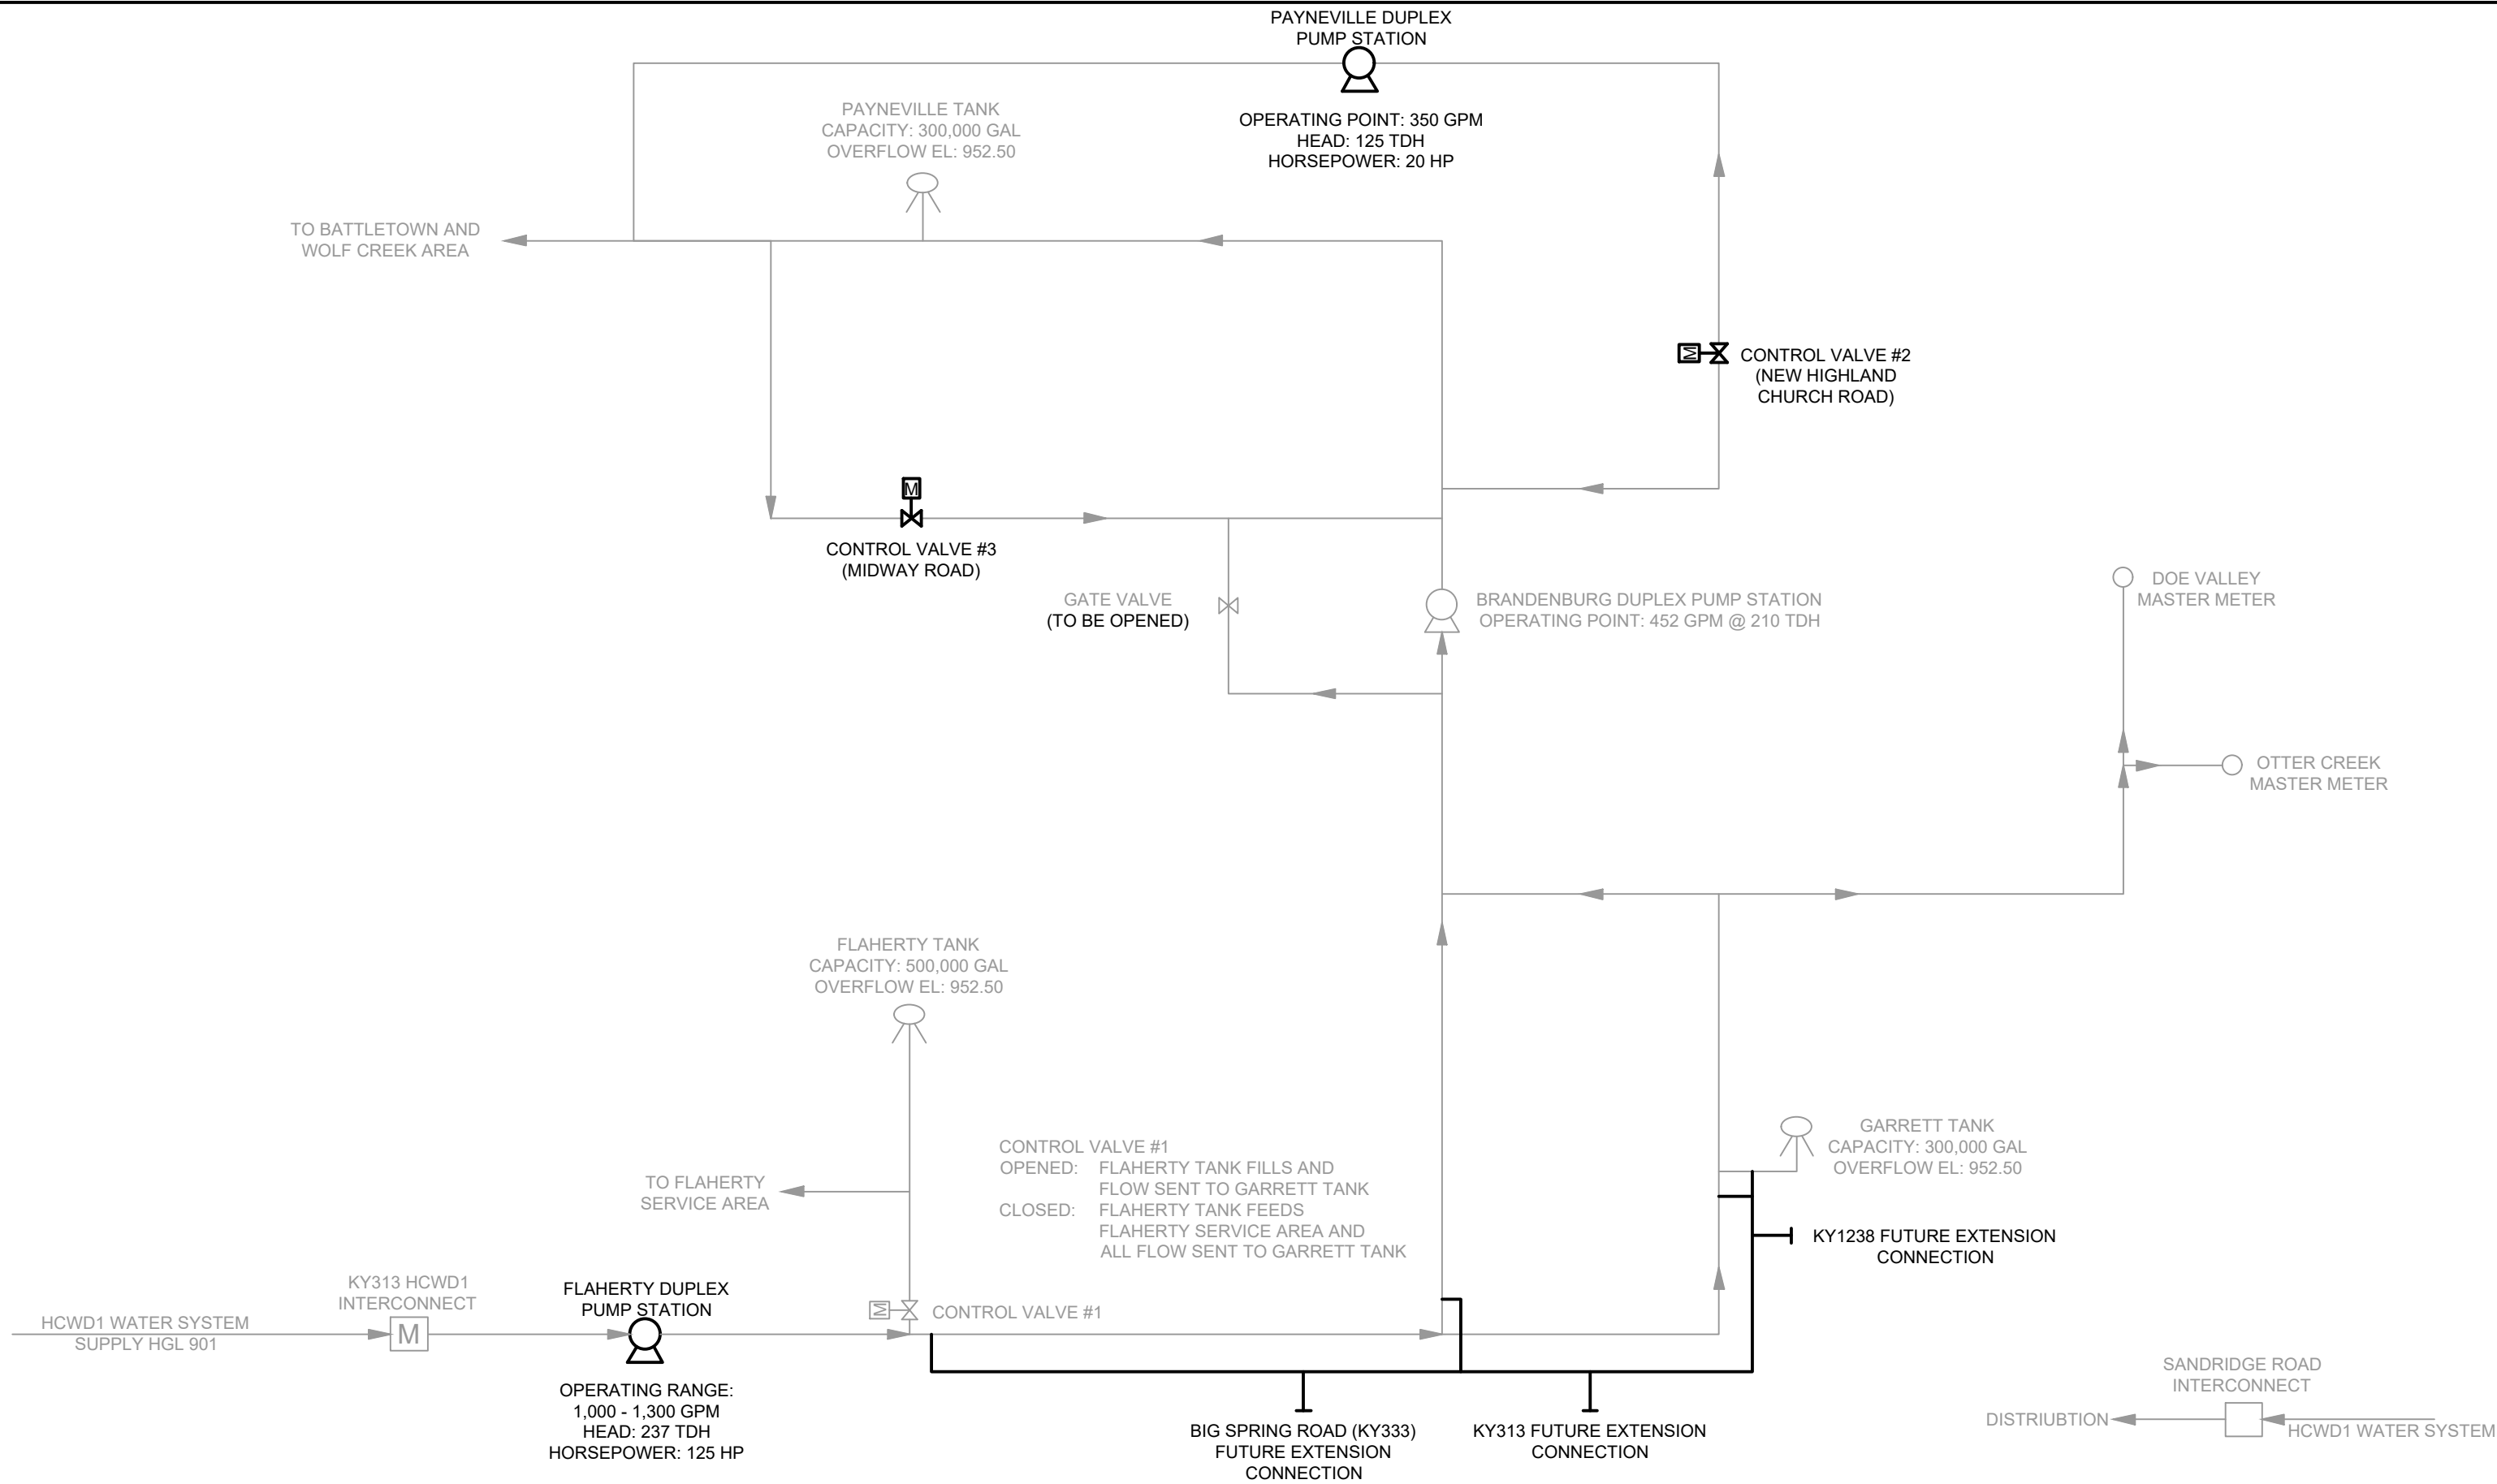 PAYNEVILLE DUPLEX
PUMP STATION
OPERATING POINT: 350 GPM
HEAD: 125 TDH
HORSEPOWER: 20 HP
PAYNEVILLE TANK
CAPACITY: 300,000 GAL
OVERFLOW EL: 952.50
TO BATTLETOWN AND
WOLF CREEK AREA
M
CONTROL VALVE #2
(NEW HIGHLAND
CHURCH ROAD)
M
CONTROL VALVE #3
(MIDWAY ROAD)
GATE VALVE
(TO BE OPENED)
BRANDENBURG DUPLEX PUMP STATION
OPERATING POINT: 452 GPM @ 210 TDH
DOE VALLEY
MASTER METER
OTTER CREEK
MASTER METER
FLAHERTY TANK
CAPACITY: 500,000 GAL
OVERFLOW EL: 952.50
TO FLAHERTY
SERVICE AREA
CONTROL VALVE #1
OPENED: FLAHERTY TANK FILLS AND
FLOW SENT TO GARRETT TANK
CLOSED: FLAHERTY TANK FEEDS
FLAHERTY SERVICE AREA AND
ALL FLOW SENT TO GARRETT TANK
GARRETT TANK
CAPACITY: 300,000 GAL
OVERFLOW EL: 952.50
KY1238 FUTURE EXTENSION
CONNECTION
HCWD1 WATER SYSTEM
SUPPLY HGL 901
KY313 HCWD1
INTERCONNECT
M
FLAHERTY DUPLEX
PUMP STATION
OPERATING RANGE:
1,000 - 1,300 GPM
HEAD: 237 TDH
HORSEPOWER: 125 HP
M
CONTROL VALVE #1
BIG SPRING ROAD (KY333)
FUTURE EXTENSION
CONNECTION
KY313 FUTURE EXTENSION
CONNECTION
SANDRIDGE ROAD
INTERCONNECT
DISTRIUBTION
HCWD1 WATER SYSTEM